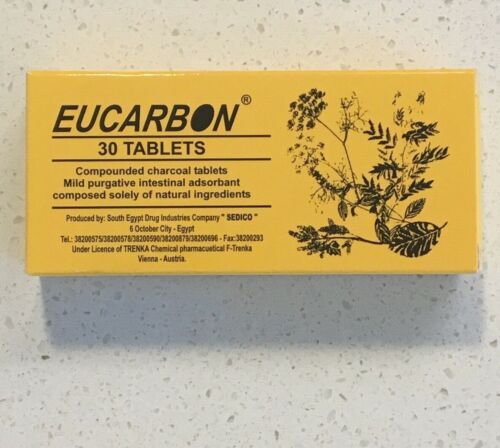 EUCARBON®
30 TABLETS
Compounded charcoal tablets
Mild purgative intestinal adsorbant
composed solely of natural ingredients
Produced by: South Egypt Drug Industries Company " SEDICO "
6 October City - Egypt
Tel.: 38200575/38200578/38200590/38200879/38200696 - Fax:38200293
Under Licence of TRENKA Chemical pharmacuetical F-Trenka
Vienna - Austria.